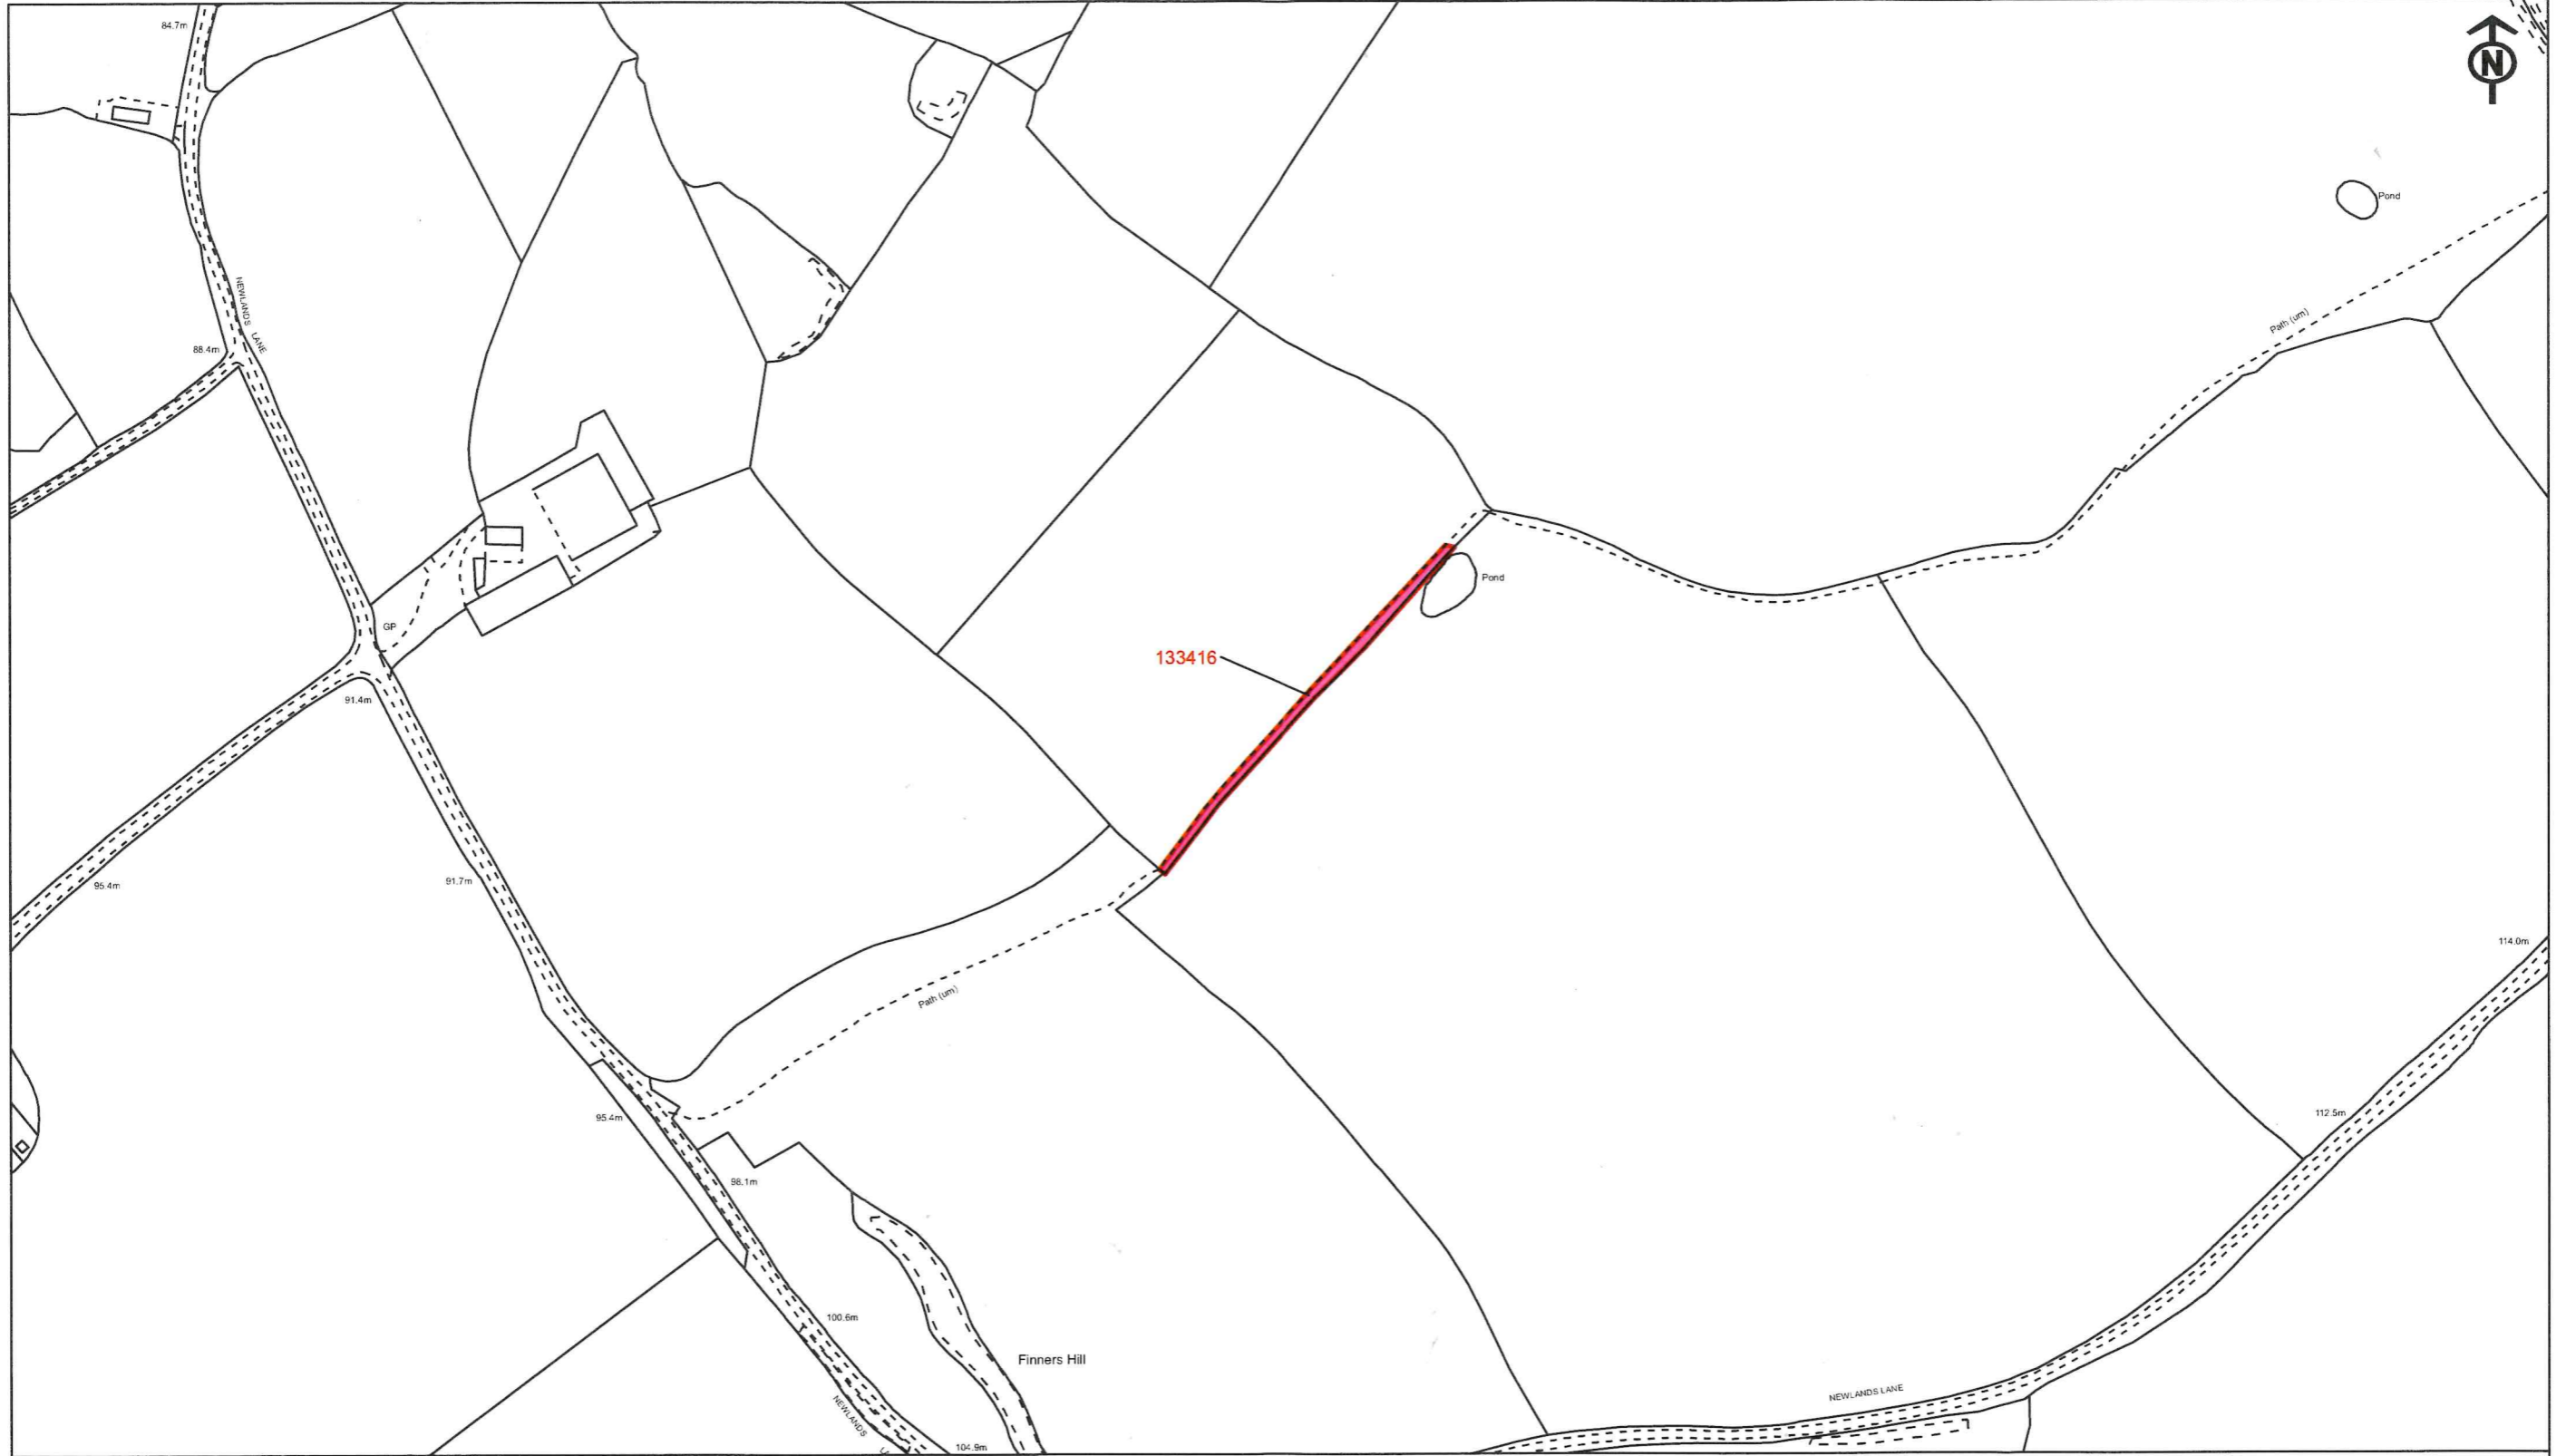 84.7m
N
Pond
NEWLANDS LANE
88.4m
Path (um)
Pond
GP
133416
91.4m
95.4m
91.7m
114.0m
Path (um)
95.4m
112.5m
98.1m
100.6m
Finners Hill
NEWLANDS LANE
NEWLANDS
104.9m